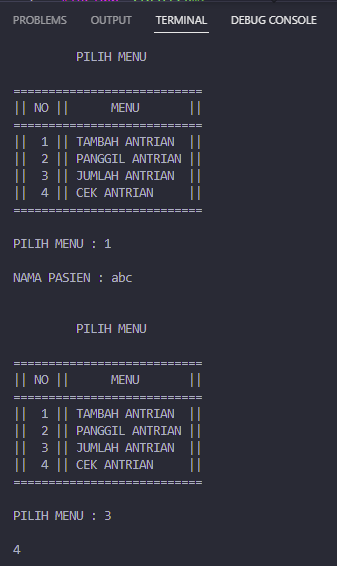 PROBLEMS OUTPUT TERMINAL DEBUG CONSOLE
PILIH MENU
===========================
|| NO || MENU ||
===========================
|| 1 || TAMBAH ANTRIAN ||
|| 2 || PANGGIL ANTRIAN ||
|| 3 || JUMLAH ANTRIAN ||
|| 4 || CEK ANTRIAN ||
===========================
PILIH MENU : 1
NAMA PASIEN : abc
PILIH MENU
===========================
|| NO || MENU ||
===========================
|| 1 || TAMBAH ANTRIAN ||
|| 2 || PANGGIL ANTRIAN ||
|| 3 || JUMLAH ANTRIAN ||
|| 4 || CEK ANTRIAN ||
===========================
PILIH MENU : 3
4